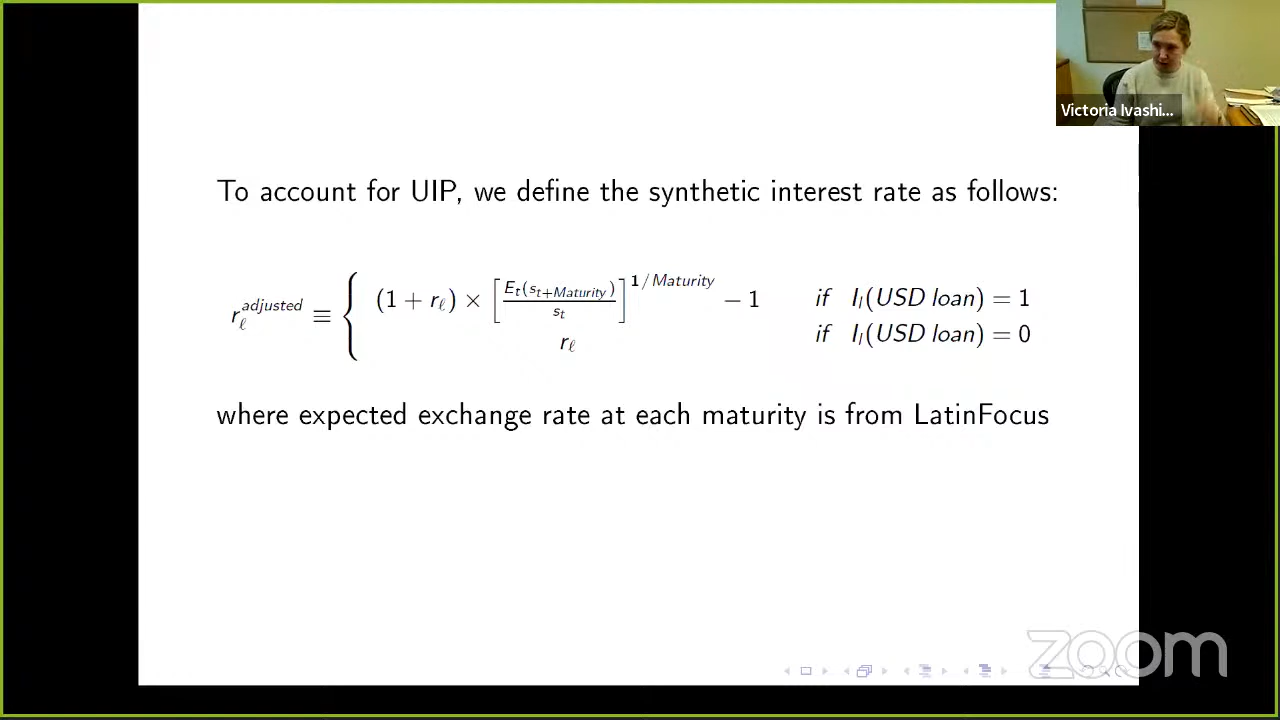 Victoria Ivashi...
To account for UIP, we define the synthetic interest rate as follows:
r_ℓ^{adjusted} ≡ { (1 + r_ℓ) × [E_t(s_{t+Maturity}) / s_t]^{1/Maturity} − 1 if I_l(USD loan) = 1
r_ℓ if I_l(USD loan) = 0
where expected exchange rate at each maturity is from LatinFocus
zoom